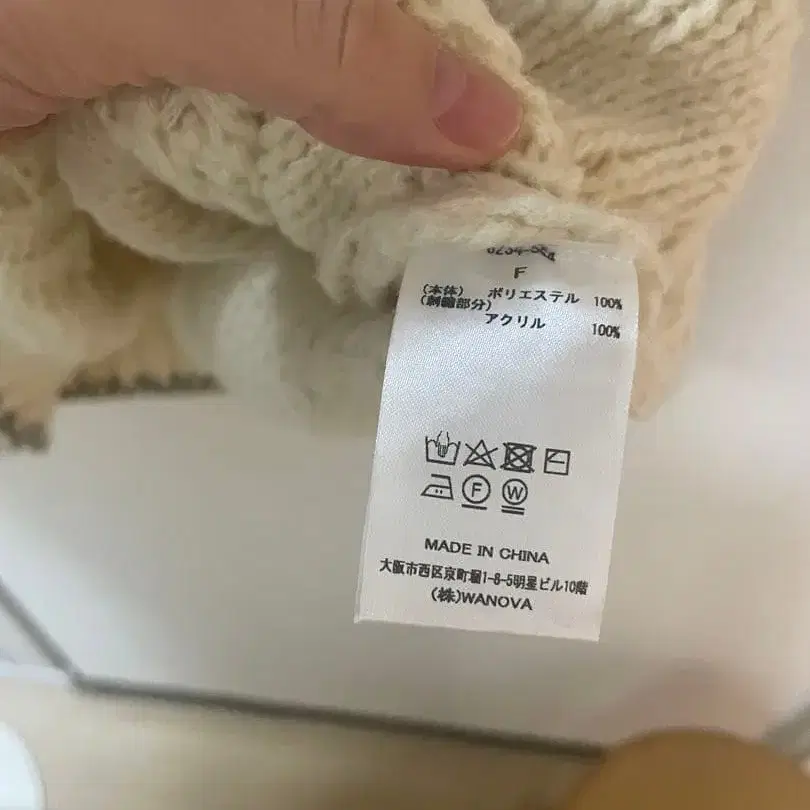 F
(本体) ポリエステル 100%
(刺繍部分)
アクリル 100%
F W
MADE IN CHINA
大阪市西区京町堀1-8-5明星ビル10階
(株)WANOVA